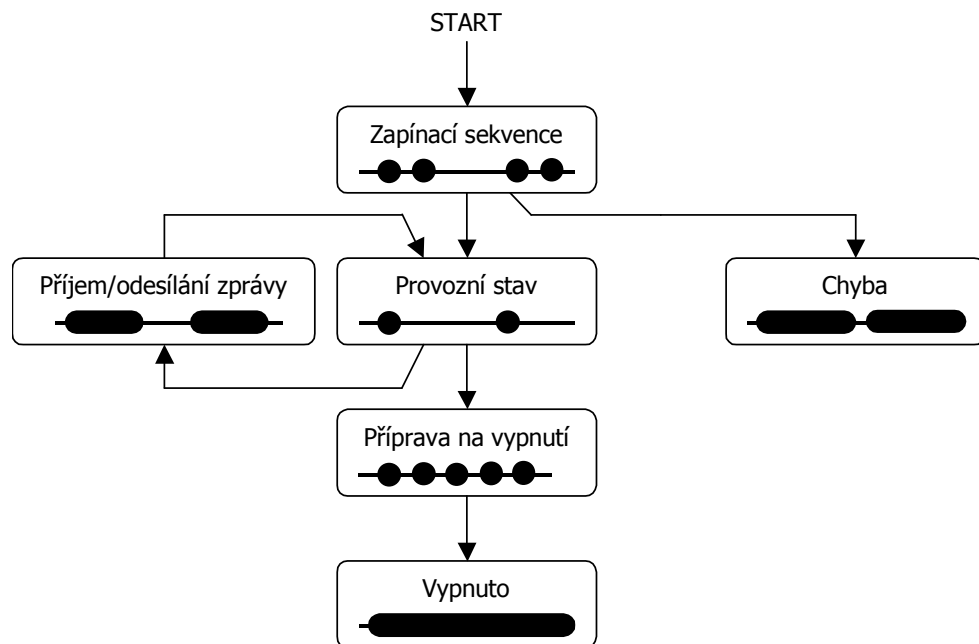 START
Zapínací sekvence
Příjem/odesílání zprávy
Provozní stav
Chyba
Příprava na vypnutí
Vypnuto